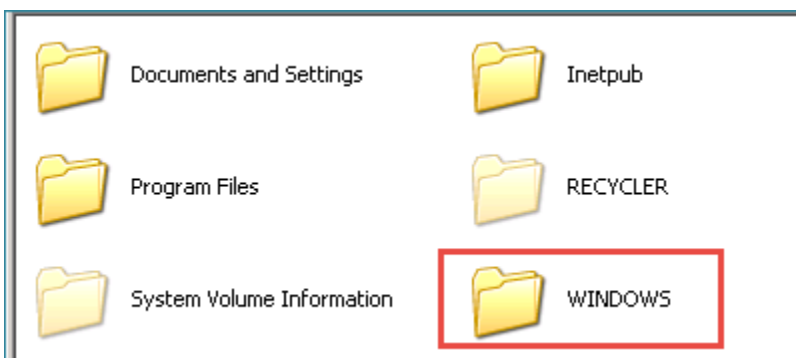 Documents and Settings
Inetpub
Program Files
RECYCLER
System Volume Information
WINDOWS